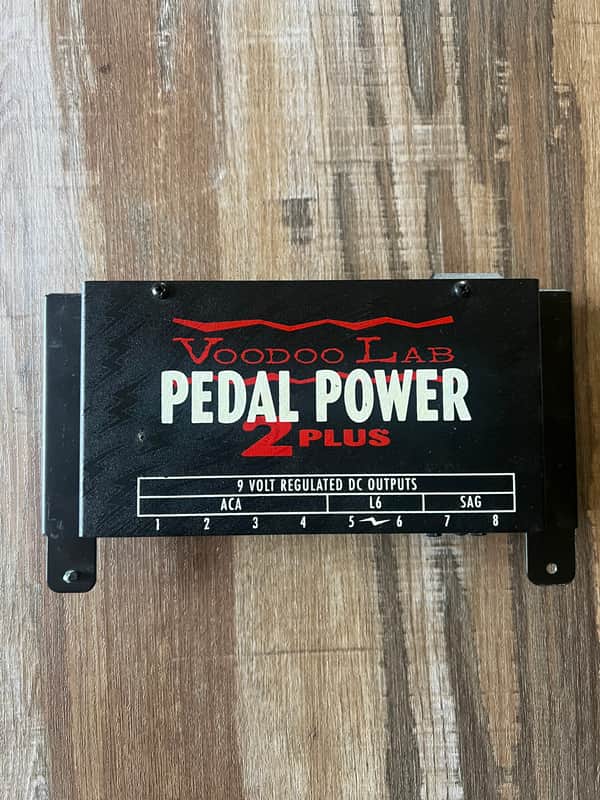 VOODOO LAB
PEDAL POWER
2 PLUS
9 VOLT REGULATED DC OUTPUTS
ACA L6 SAG
1 2 3 4 5 6 7 8